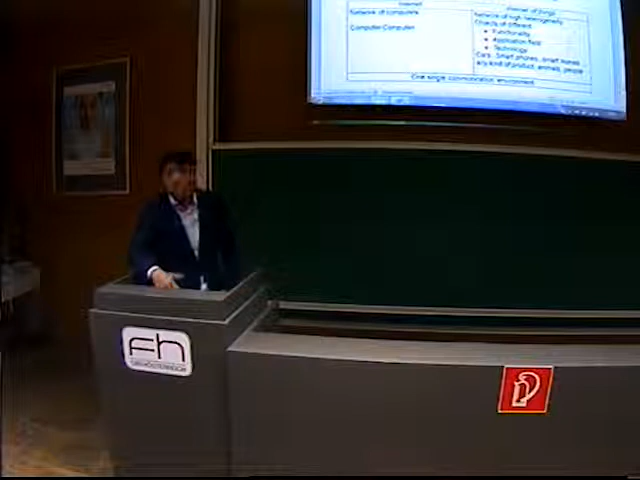 Internet
Internet of Things
Network of computers
Network of high heterogeneity
Computer-Computer
Objects of different
• Functionality
• Application field
• Technology
Cars, Smart phones, smart homes
any kind of product, animals, people
One single communication environment
fh
OBERÖSTERREICH